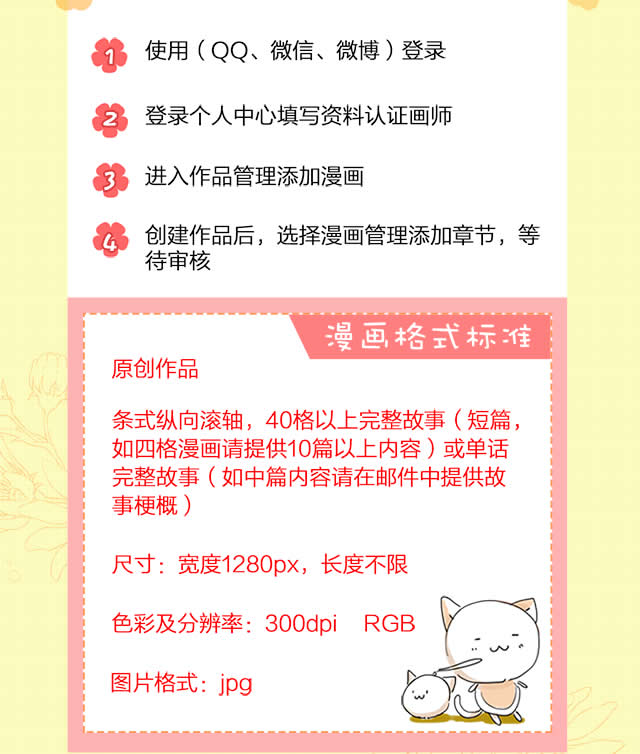 1 使用（QQ、微信、微博）登录
2 登录个人中心填写资料认证画师
3 进入作品管理添加漫画
4 创建作品后，选择漫画管理添加章节，等
待审核
漫画格式标准
原创作品
条式纵向滚轴，40格以上完整故事（短篇，
如四格漫画请提供10篇以上内容）或单话
完整故事（如中篇内容请在邮件中提供故
事梗概）
尺寸：宽度1280px，长度不限
色彩及分辨率：300dpi RGB
图片格式：jpg